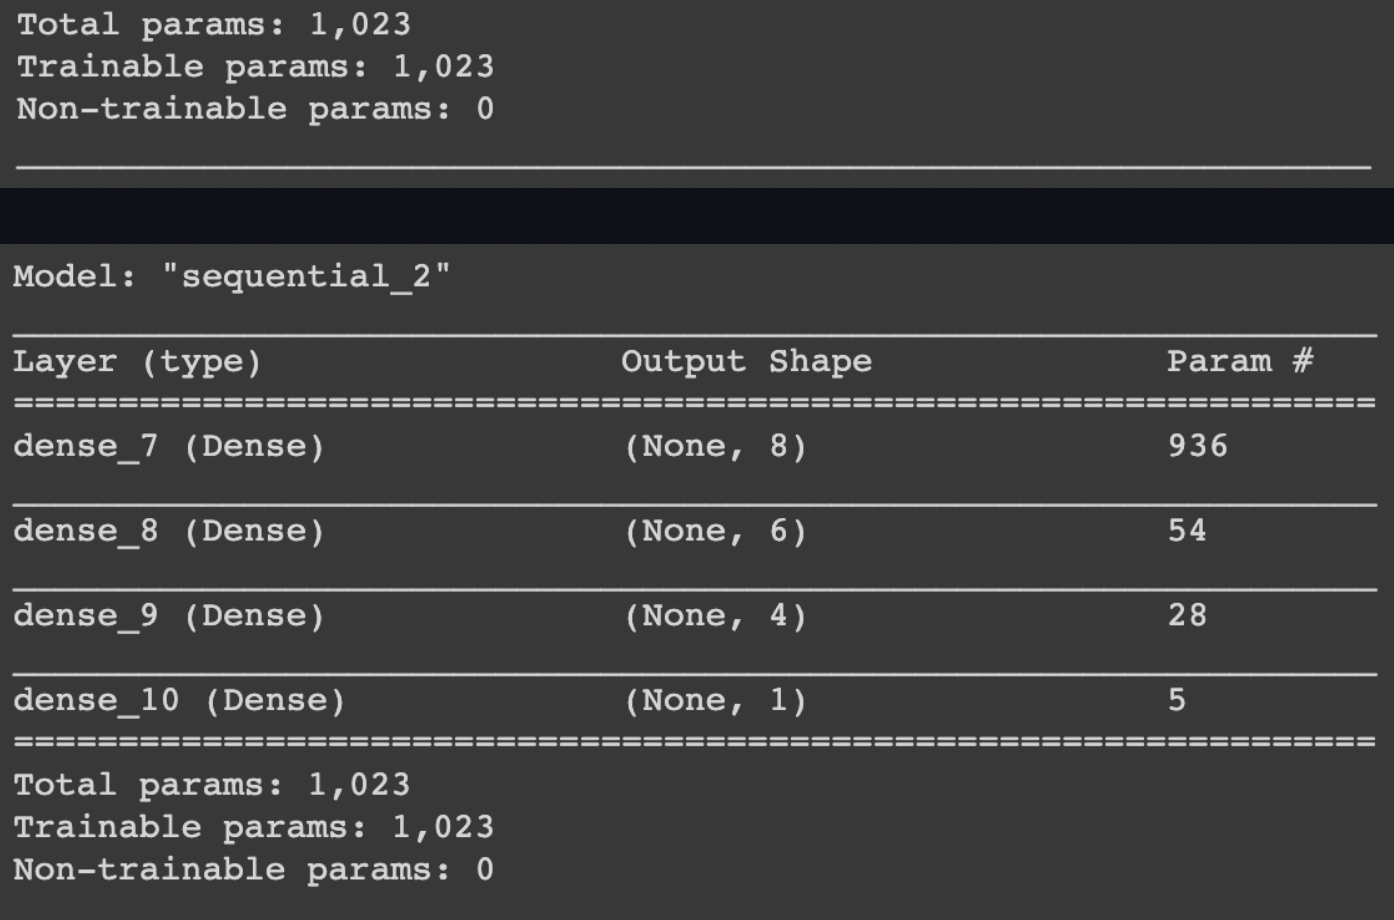 Total params: 1,023
Trainable params: 1,023
Non-trainable params: 0
Model: "sequential_2"
Layer (type) Output Shape Param #
dense_7 (Dense) (None, 8) 936
dense_8 (Dense) (None, 6) 54
dense_9 (Dense) (None, 4) 28
dense_10 (Dense) (None, 1) 5
Total params: 1,023
Trainable params: 1,023
Non-trainable params: 0